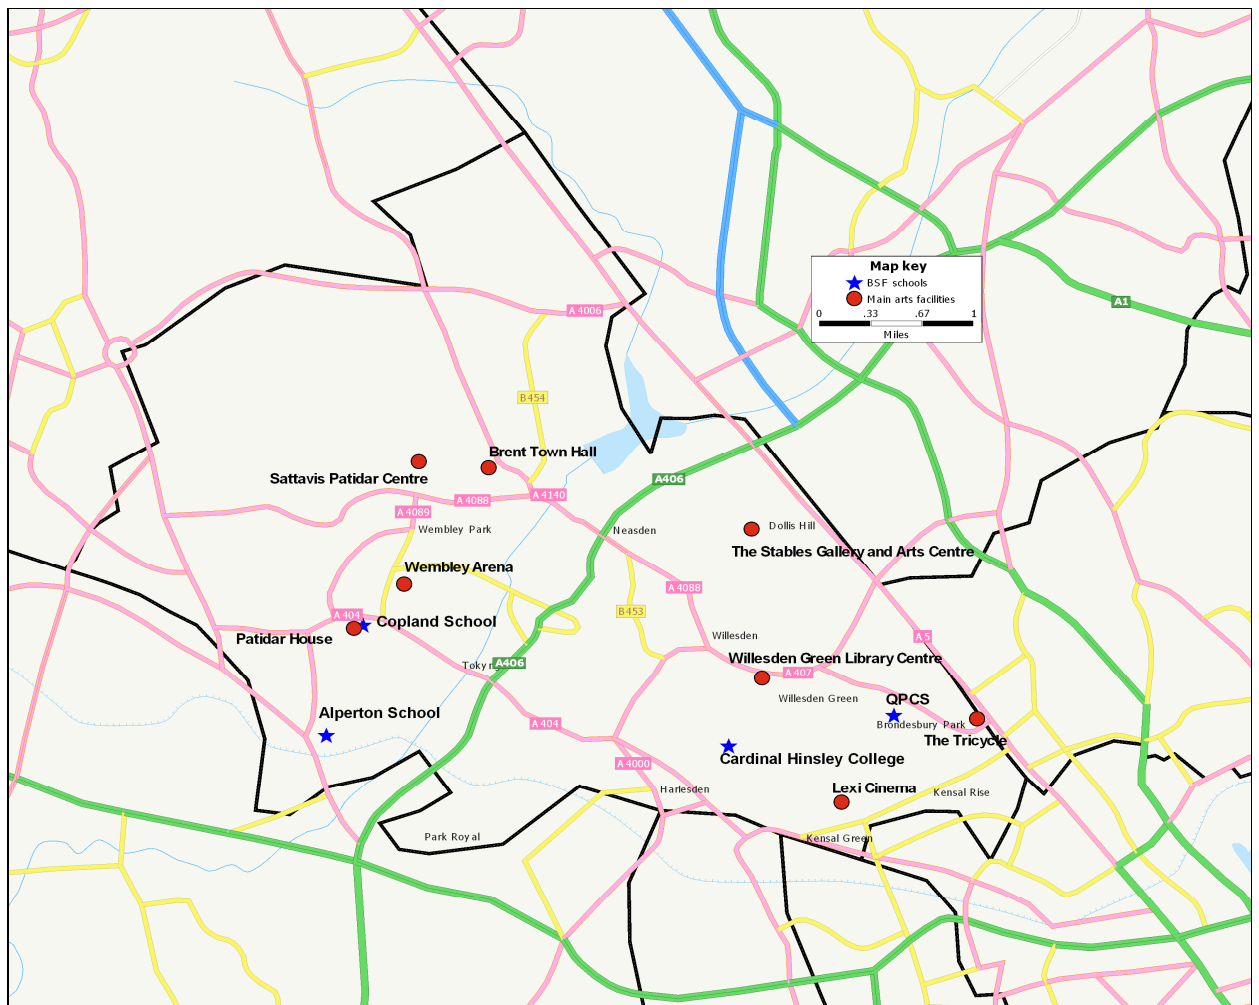 Map key
BSF schools
Main arts facilities
0 .33 .67 1
Miles
A1
A 4006
B454
Brent Town Hall
Sattavis Patidar Centre
A406
A 4140
A 4088
A 4089
Wembley Park
Neasden
Dollis Hill
The Stables Gallery and Arts Centre
Wembley Arena
A 4088
B453
A 404
Copland School
Patidar House
A 5
Willesden
Willesden Green Library Centre
A406
A 407
Willesden Green
QPCS
Alperton School
A 404
Brondesbury Park
The Tricycle
Cardinal Hinsley College
A 4000
Harlesden
Lexi Cinema
Kensal Rise
Park Royal
Kensal Green